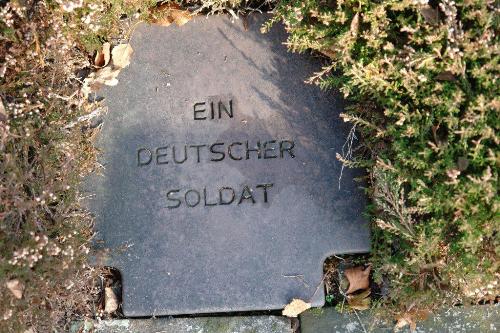 EIN
DEUTSCHER
SOLDAT